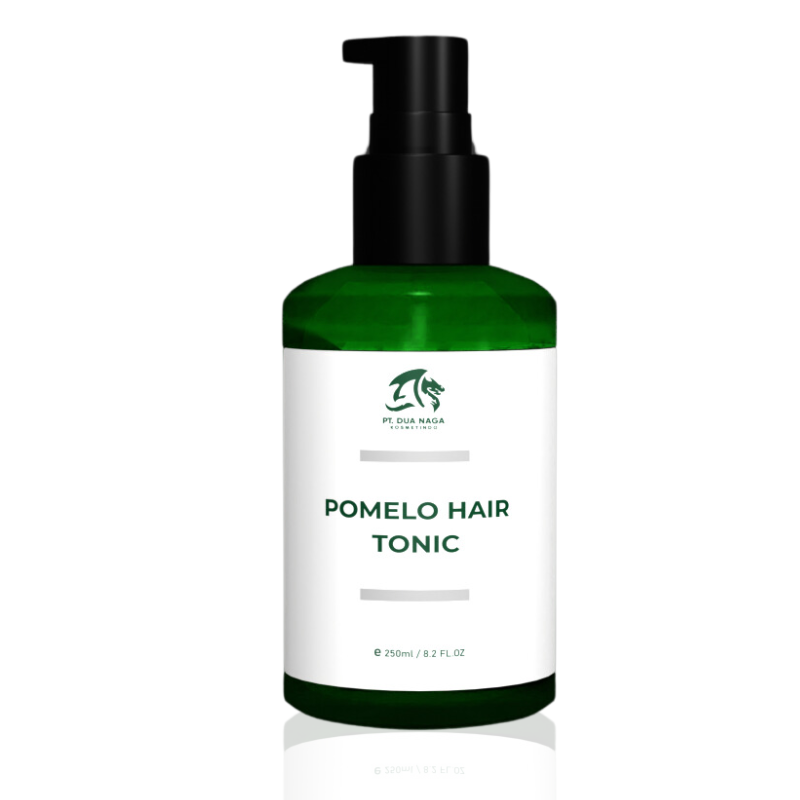 PT. DUA NAGA
KOSMETINDO
POMELO HAIR
TONIC
e 250ml / 8.2 FL.OZ